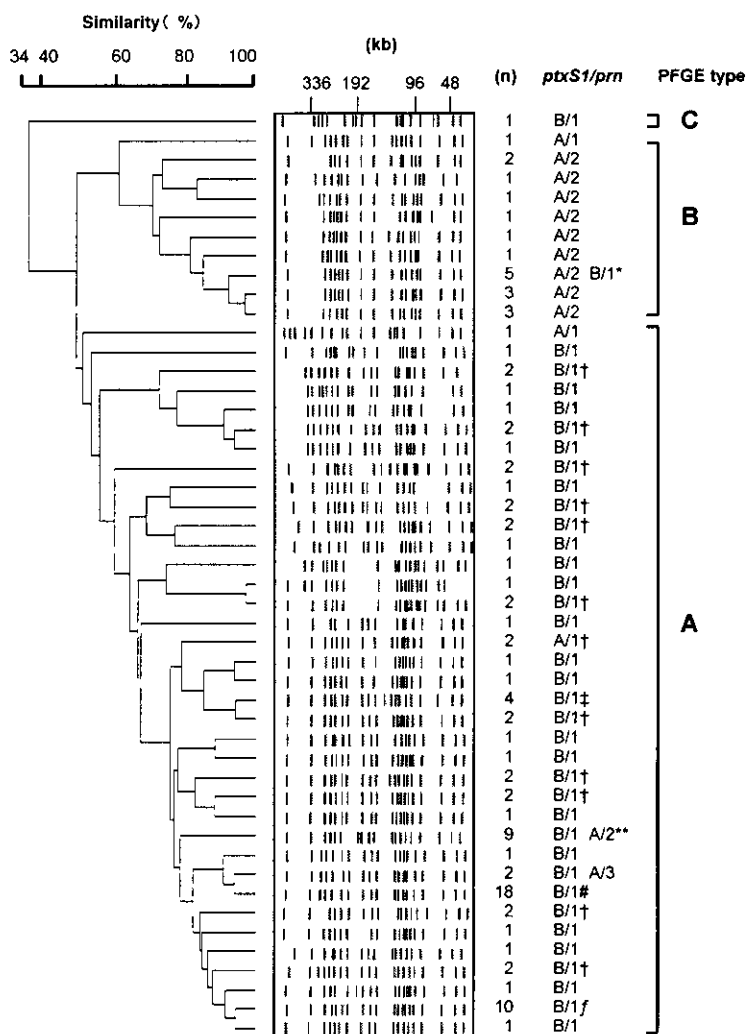 Similarity ( %)
34 40 60 80 100
(kb)
336 192 96 48
(n) ptxS1/prn PFGE type
1 B/1 C
1 A/1
2 A/2
1 A/2
1 A/2
1 A/2 B
1 A/2
1 A/2
5 A/2 B/1*
3 A/2
3 A/2
1 A/1
1 B/1
2 B/1†
1 B/1
1 B/1
2 B/1†
1 B/1
2 B/1†
1 B/1
2 B/1†
2 B/1†
1 B/1
1 B/1
1 B/1
2 B/1†
1 B/1 A
2 A/1†
1 B/1
1 B/1
4 B/1‡
2 B/1†
1 B/1
1 B/1
2 B/1†
2 B/1†
1 B/1
9 B/1 A/2**
1 B/1
2 B/1 A/3
18 B/1#
2 B/1†
1 B/1
1 B/1
2 B/1†
1 B/1
10 B/1ƒ
1 B/1